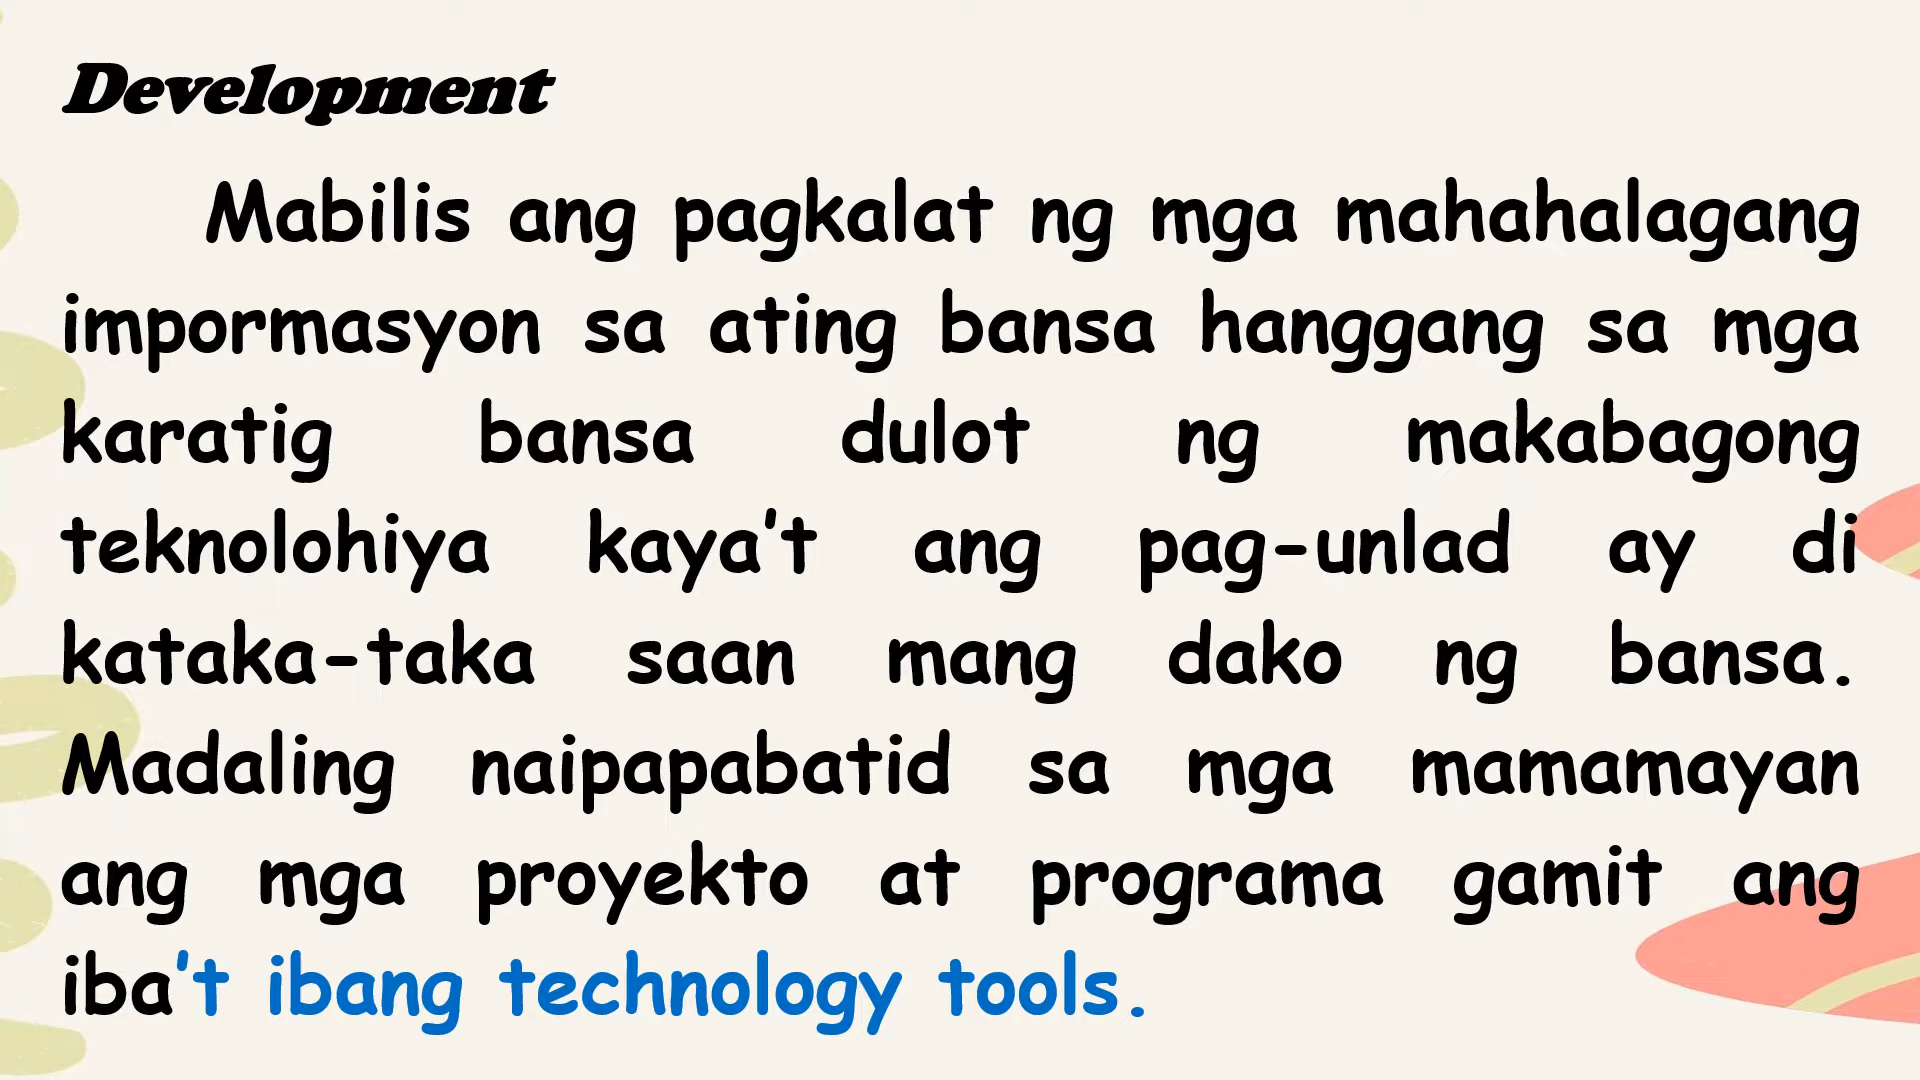 Development
Mabilis ang pagkalat ng mga mahahalagang
impormasyon sa ating bansa hanggang sa mga
karatig bansa dulot ng makabagong
teknolohiya kaya't ang pag-unlad ay di
kataka-taka saan mang dako ng bansa.
Madaling naipapabatid sa mga mamamayan
ang mga proyekto at programa gamit ang
iba't ibang technology tools.